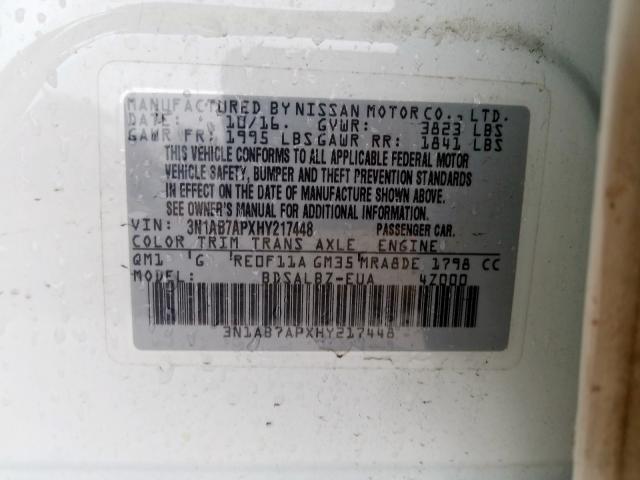 MANUFACTURED BY NISSAN MOTOR CO., LTD.
DATE: 10/16. GVWR: 3823 LBS
GAWR FR: 1995 LBS GAWR RR: 1841 LBS
THIS VEHICLE CONFORMS TO ALL APPLICABLE FEDERAL MOTOR
VEHICLE SAFETY, BUMPER AND THEFT PREVENTION STANDARDS
IN EFFECT ON THE DATE OF MANUFACTURE SHOWN ABOVE.
SEE OWNER'S MANUAL FOR ADDITIONAL INFORMATION.
VIN: 3N1AB7APXHY217448 PASSENGER CAR.
COLOR TRIM TRANS AXLE ENGINE
QM1 G RE0F11A GM35 MRA8DE 1798 CC
MODEL: BDSALBZ-EUA 4Z000
3N1AB7APXHY217448